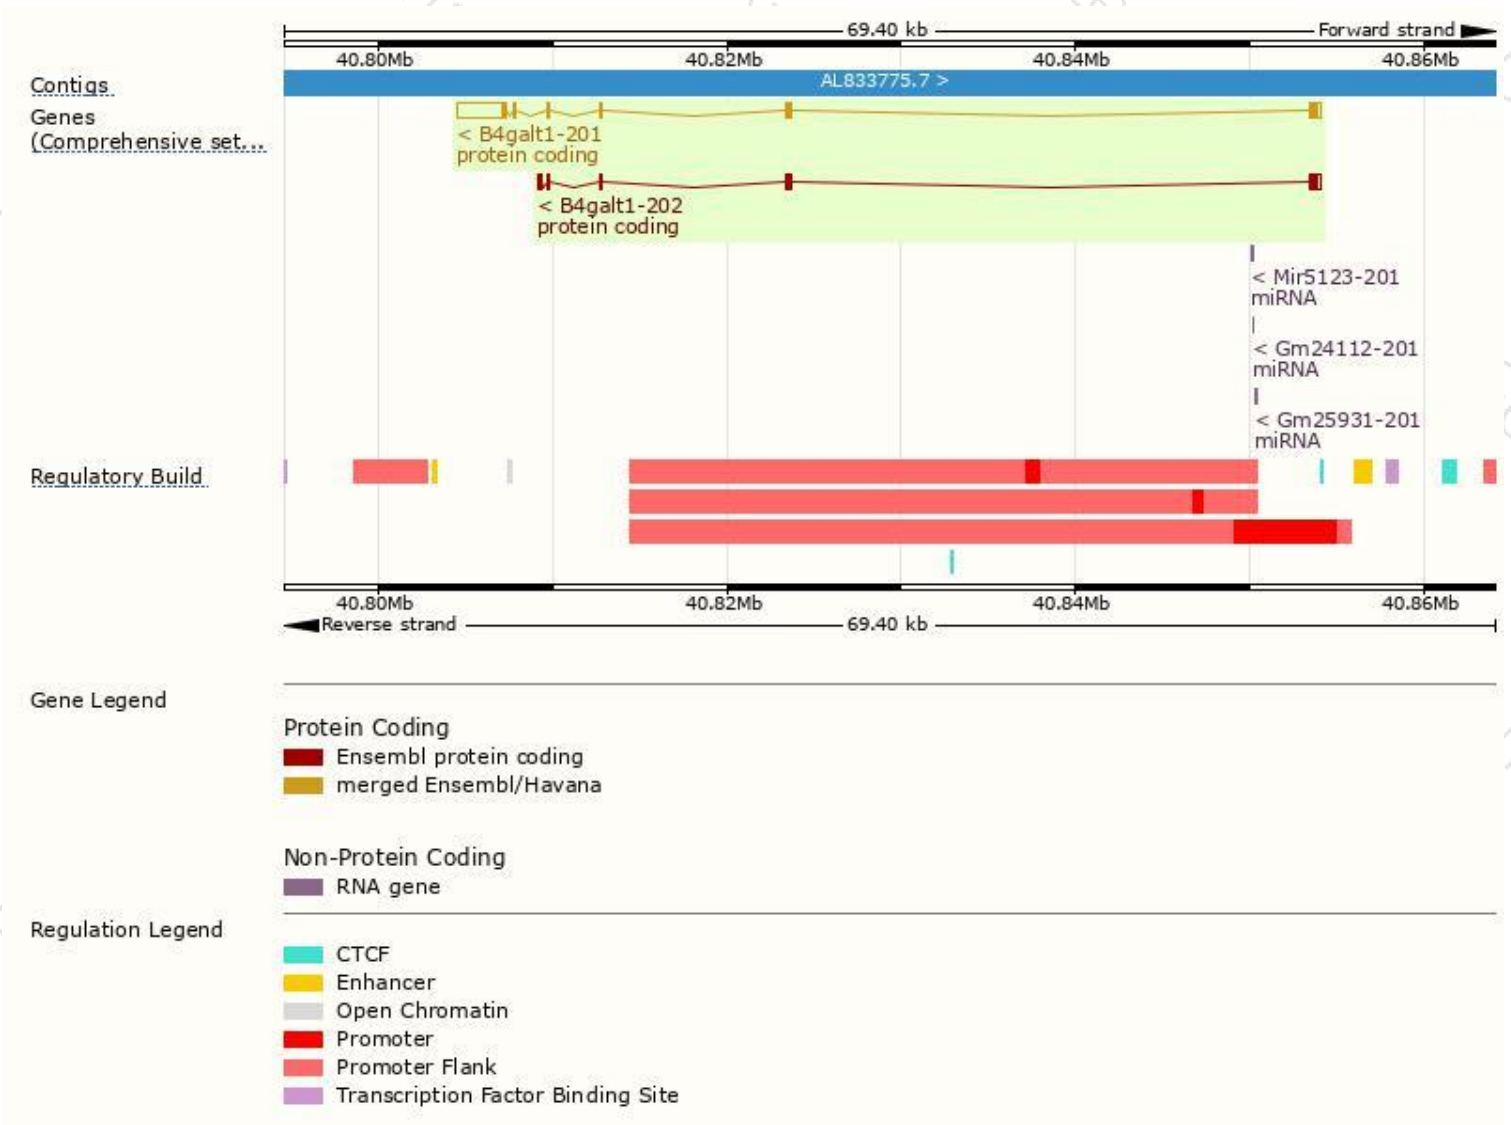 69.40 kb
Forward strand
40.80Mb 40.82Mb 40.84Mb 40.86Mb
Contigs
AL833775.7 >
Genes
(Comprehensive set...
< B4galt1-201
protein coding
< B4galt1-202
protein coding
< Mir5123-201
miRNA
< Gm24112-201
miRNA
< Gm25931-201
miRNA
Regulatory Build
40.80Mb 40.82Mb 40.84Mb 40.86Mb
Reverse strand
69.40 kb
Gene Legend
Protein Coding
Ensembl protein coding
merged Ensembl/Havana
Non-Protein Coding
RNA gene
Regulation Legend
CTCF
Enhancer
Open Chromatin
Promoter
Promoter Flank
Transcription Factor Binding Site